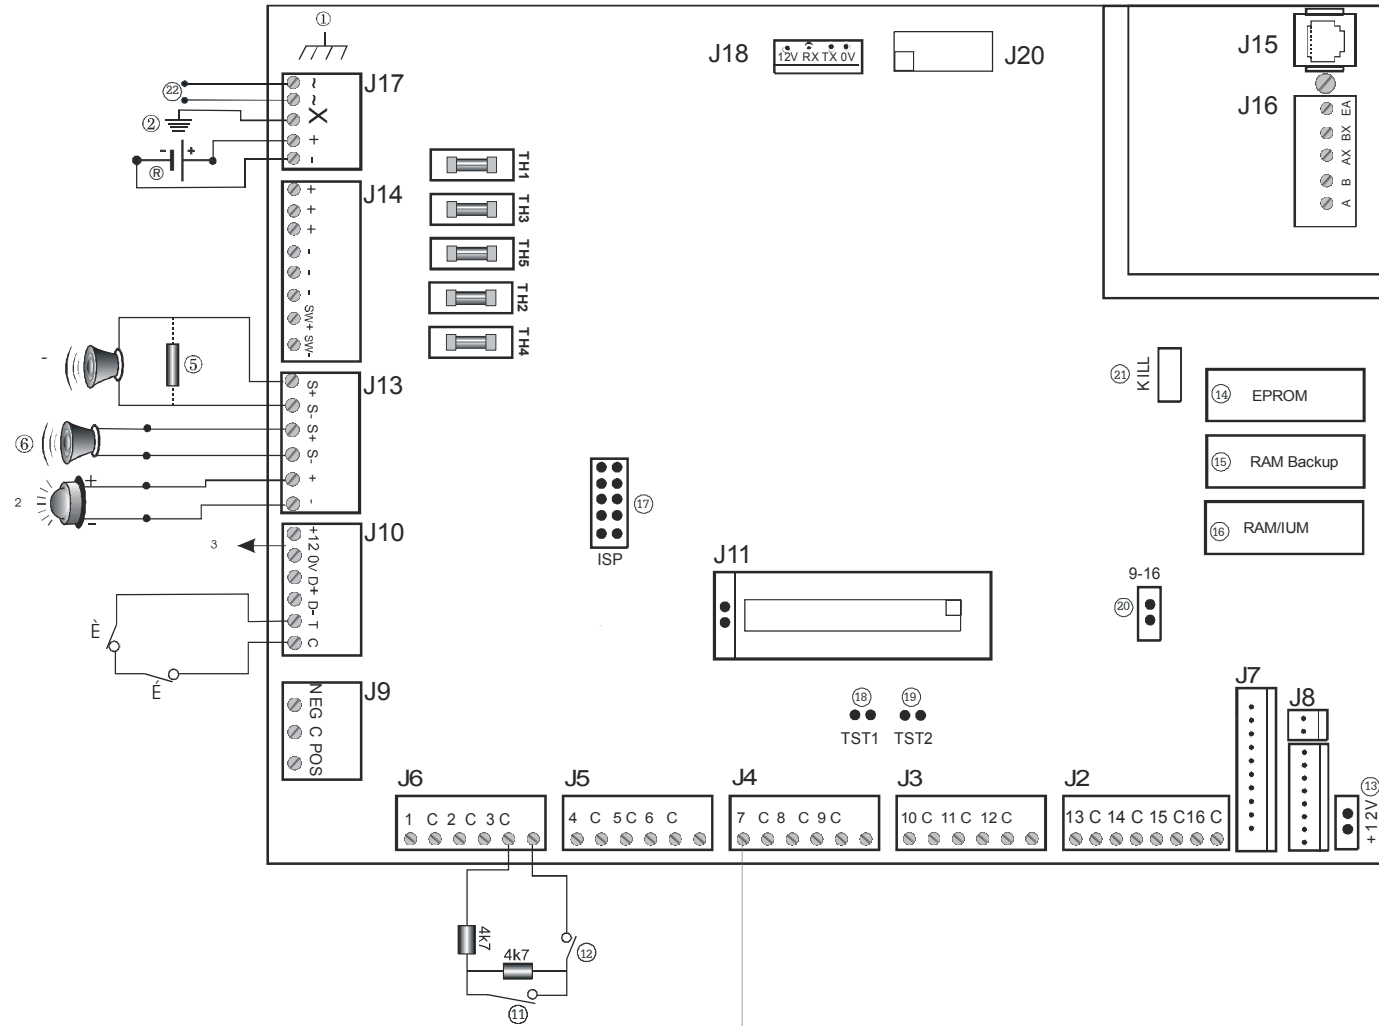 ①
J17
~
~
X
+
-
㉒
②
- +
Ⓡ
J14
+
+
+
-
-
-
SW+
SW-
TH1
TH3
TH5
TH2
TH4
J18
12V RX TX 0V
J20
J15
J16
EA
BX
AX
B
A
-
⑤
J13
S+
S-
S+
S-
+
-
⑥
+
2
-
J10
+12 0V D+ D- T C
3
È
É
J9
NEG C POS
⑰
ISP
J11
㉑
KILL
⑭ EPROM
⑮ RAM Backup
⑯ RAM/IUM
9-16
⑳
⑱ ⑲
TST1 TST2
J7
J8
⑬
+12V
J6
1 C 2 C 3 C
J5
4 C 5 C 6 C
J4
7 C 8 C 9 C
J3
10 C 11 C 12 C
J2
13 C 14 C 15 C 16 C
4k7
4k7
⑫
⑪